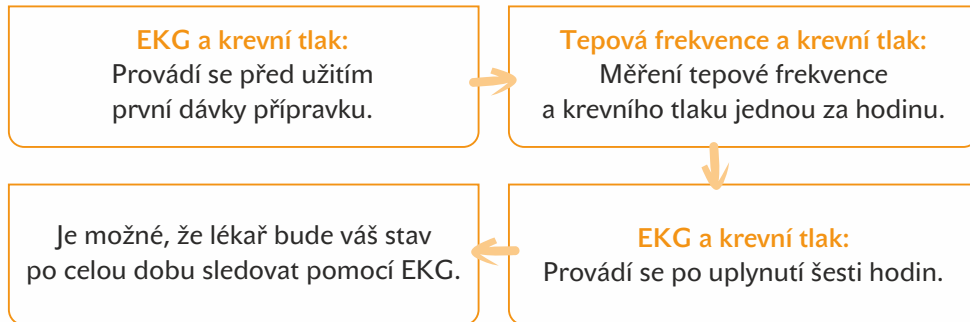 EKG a krevní tlak:
Provádí se před užitím
první dávky přípravku.
Tepová frekvence a krevní tlak:
Měření tepové frekvence
a krevního tlaku jednou za hodinu.
EKG a krevní tlak:
Provádí se po uplynutí šesti hodin.
Je možné, že lékař bude váš stav
po celou dobu sledovat pomocí EKG.